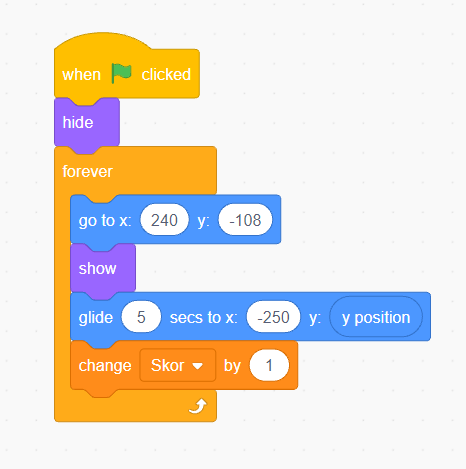 when clicked
hide
forever
go to x: 240 y: -108
show
glide 5 secs to x: -250 y: y position
change Skor by 1